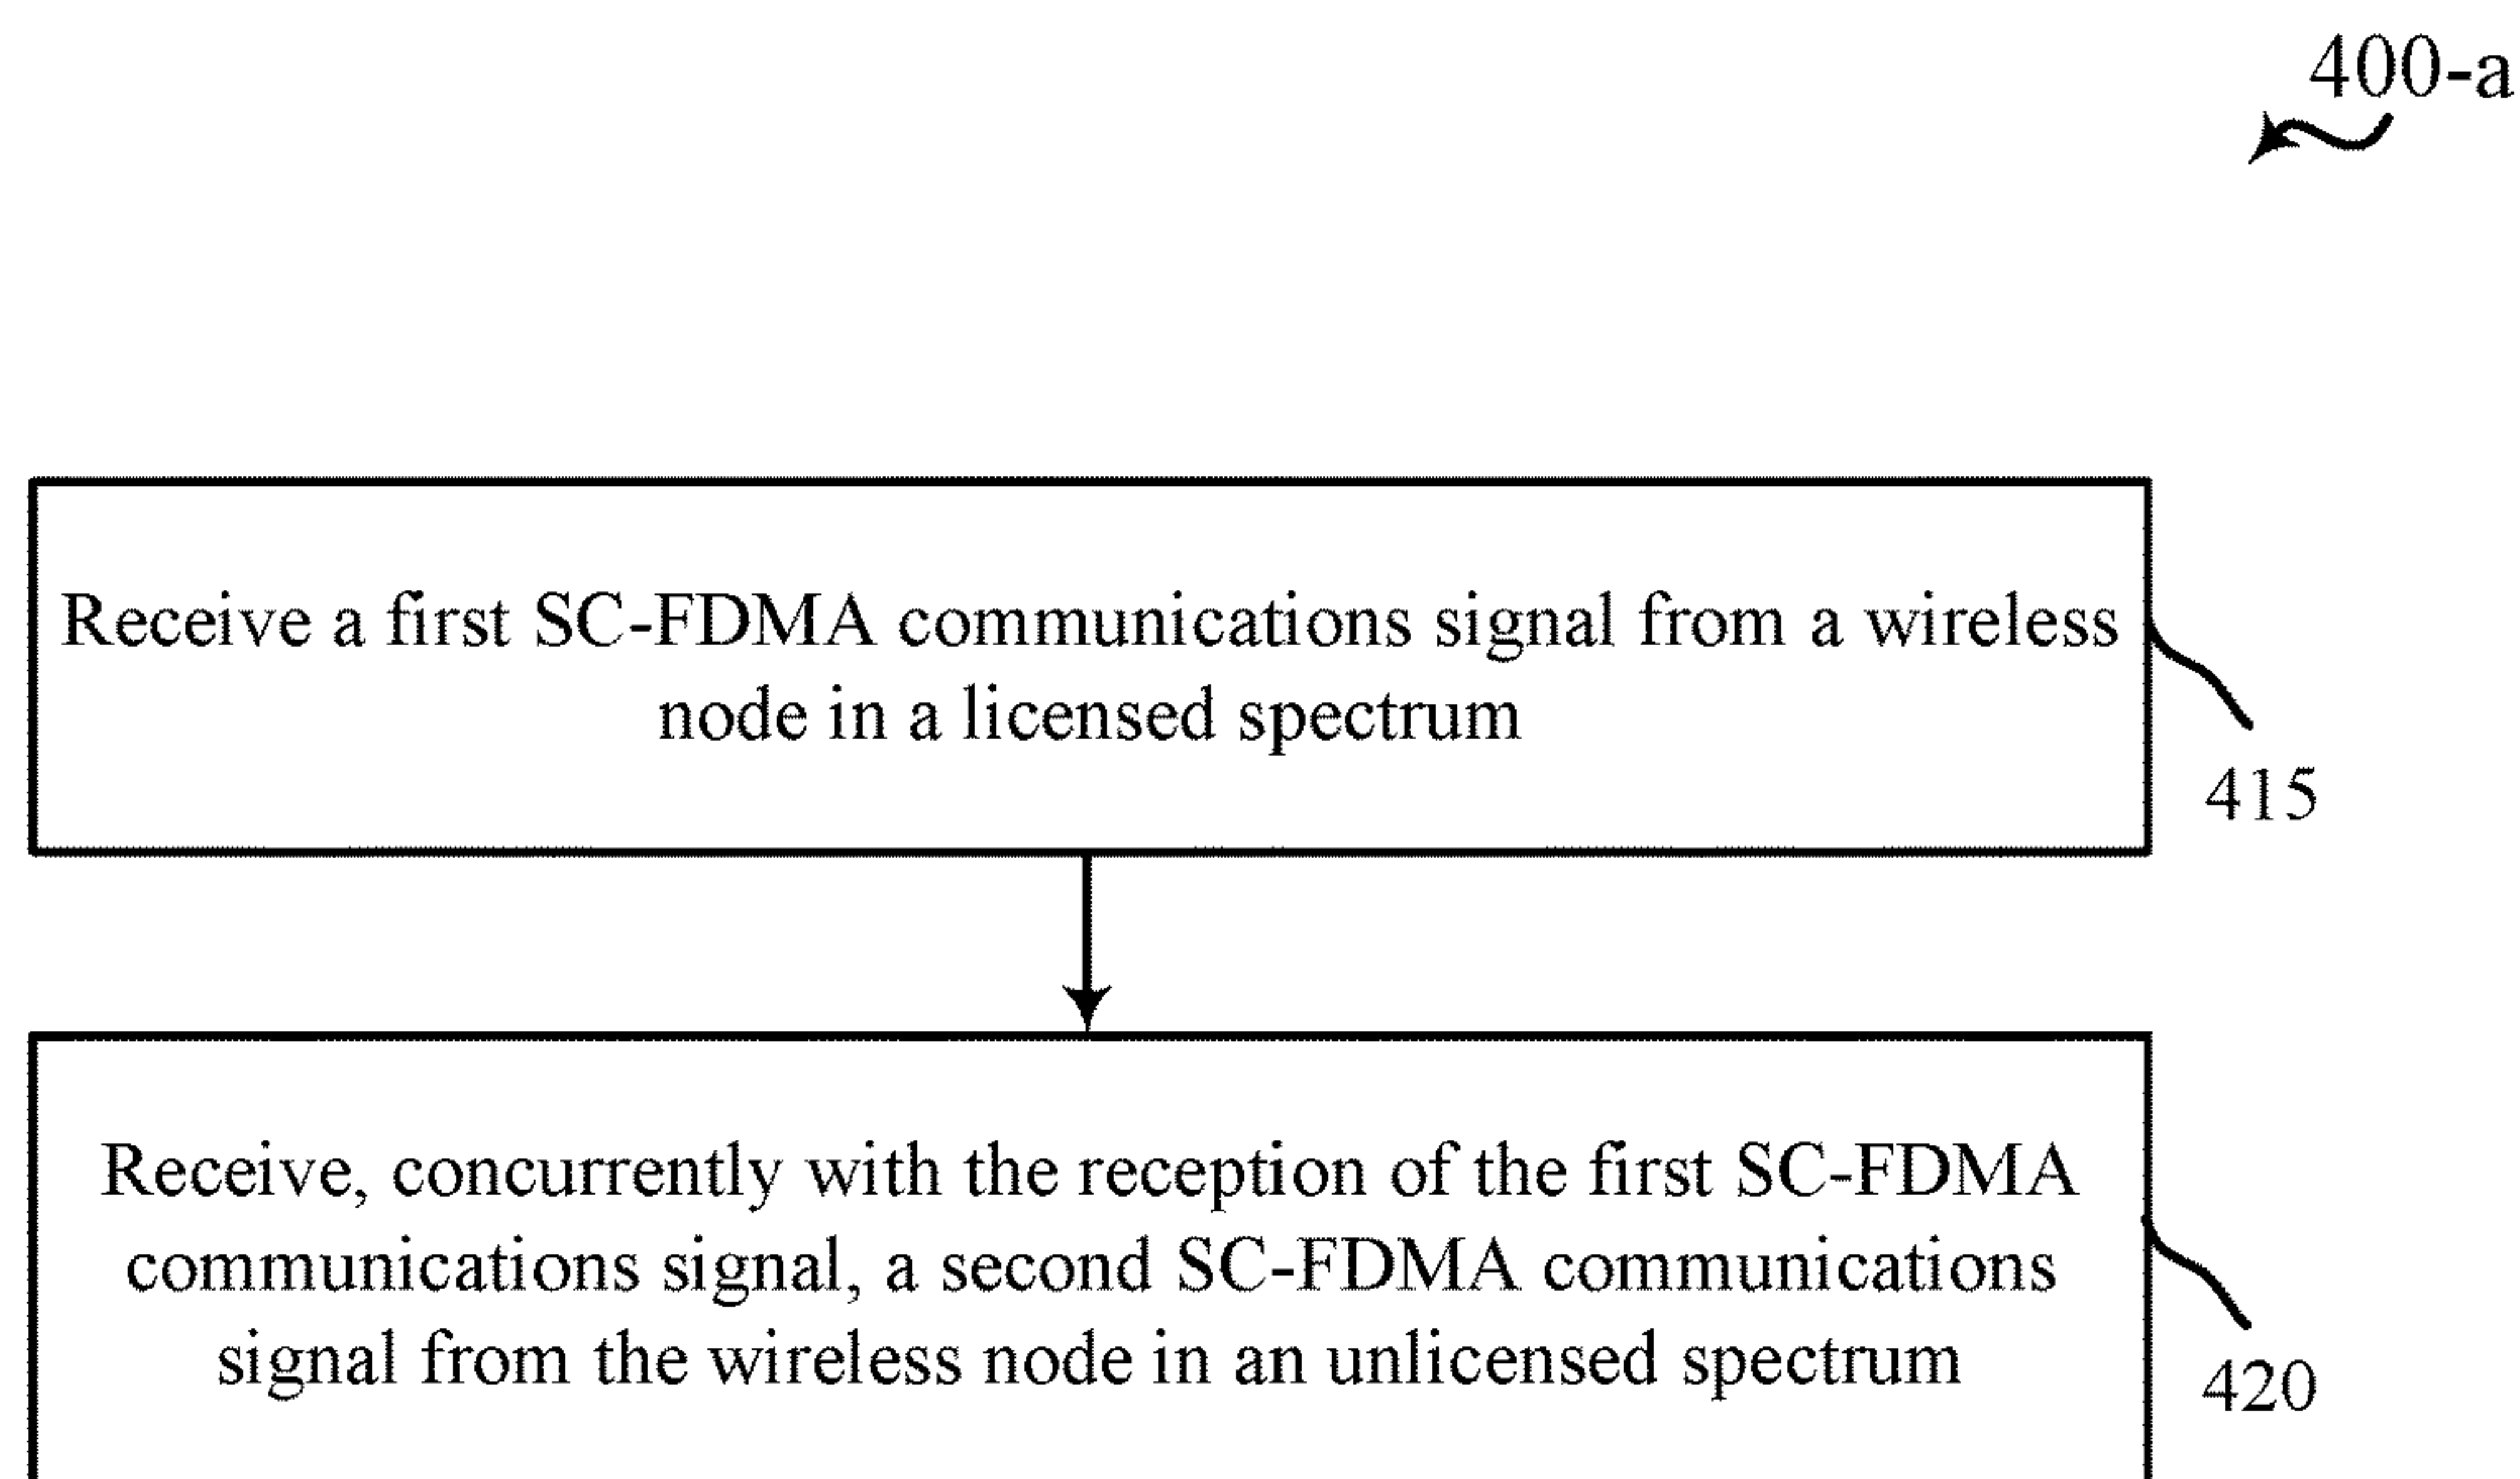 400-a
Receive a first SC-FDMA communications signal from a wireless
node in a licensed spectrum
415
Receive, concurrently with the reception of the first SC-FDMA
communications signal, a second SC-FDMA communications
signal from the wireless node in an unlicensed spectrum
420